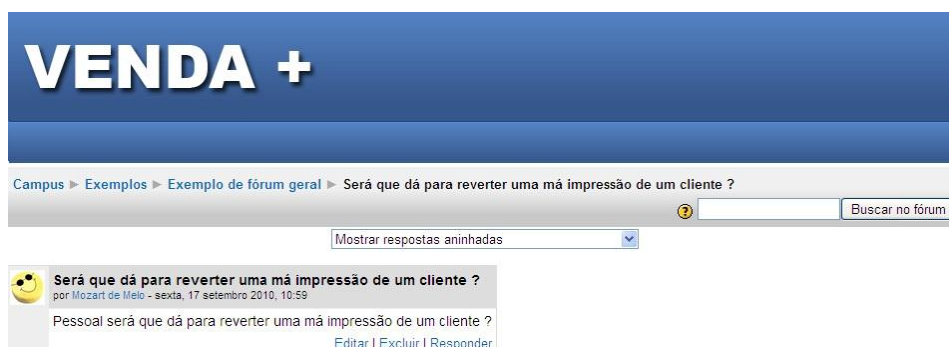 VENDA +
Campus ► Exemplos ► Exemplo de fórum geral ► Será que dá para reverter uma má impressão de um cliente ?
Buscar no fórum
Mostrar respostas aninhadas
Será que dá para reverter uma má impressão de um cliente ?
por Mozart de Melo - sexta, 17 setembro 2010, 10:59
Pessoal será que dá para reverter uma má impressão de um cliente ?
Editar | Excluir | Responder